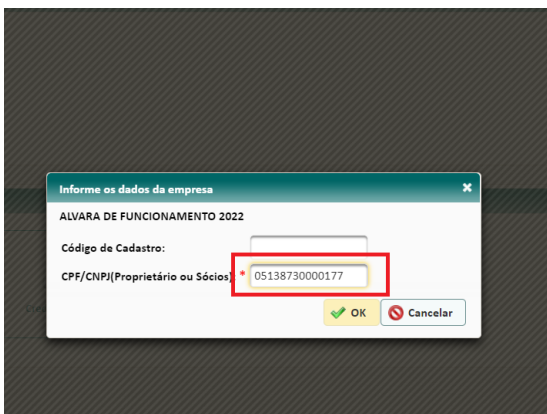 Informe os dados da empresa
ALVARA DE FUNCIONAMENTO 2022
Código de Cadastro:
CPF/CNPJ(Proprietário ou Sócios) * 05138730000177
OK Cancelar